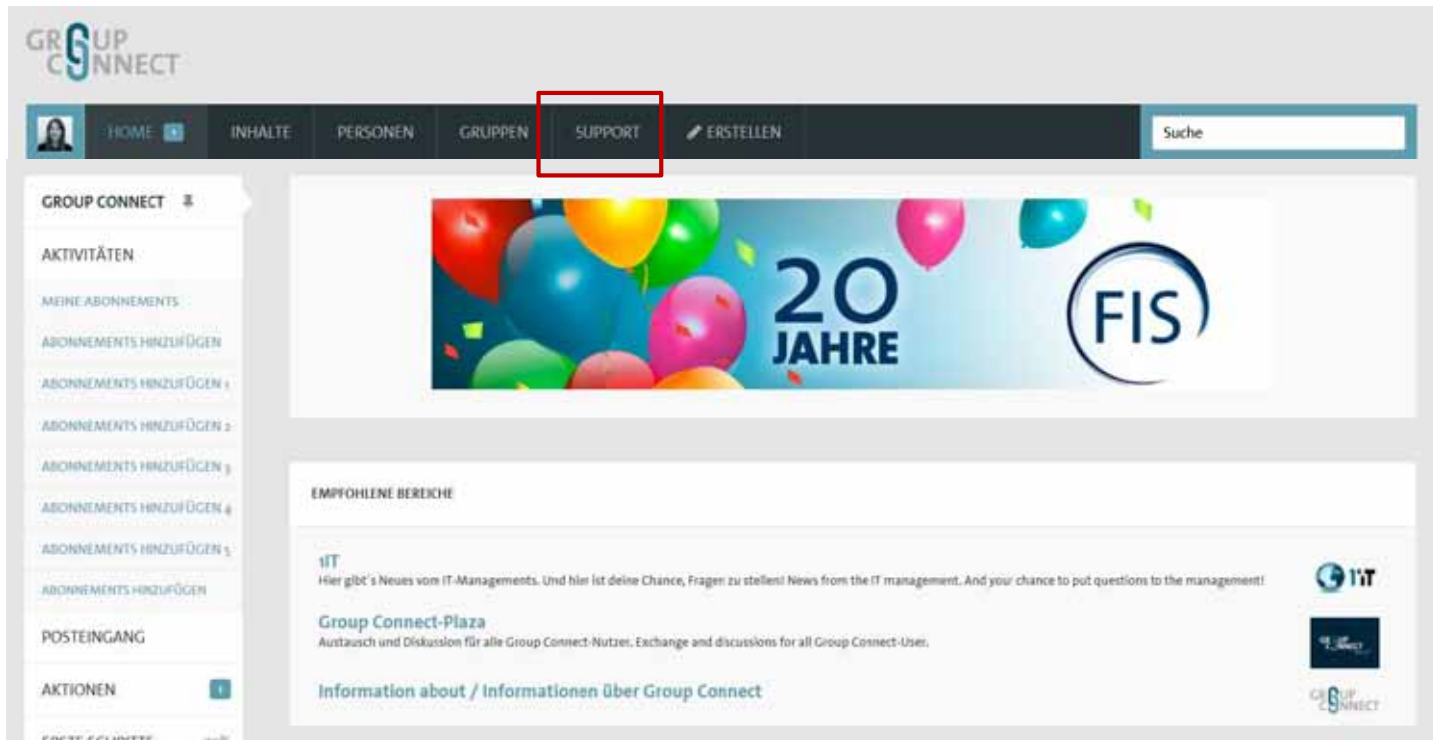 GROUP
CONNECT
HOME
INHALTE
PERSONEN
GRUPPEN
SUPPORT
ERSTELLEN
Suche
GROUP CONNECT
AKTIVITÄTEN
MEINE ABONNEMENTS
ABONNEMENTS HINZUFÜGEN
ABONNEMENTS HINZUFÜGEN 1
ABONNEMENTS HINZUFÜGEN 2
ABONNEMENTS HINZUFÜGEN 3
ABONNEMENTS HINZUFÜGEN 4
ABONNEMENTS HINZUFÜGEN 5
ABONNEMENTS HINZUFÜGEN
POSTEINGANG
AKTIONEN 1
20
JAHRE
FIS
EMPFOHLENE BEREICHE
1IT
Hier gibt´s Neues vom IT-Managements. Und hier ist deine Chance, Fragen zu stellen! News from the IT management. And your chance to put questions to the management!
1IT
Group Connect-Plaza
Austausch und Diskussion für alle Group Connect-Nutzer. Exchange and discussions for all Group Connect-User.
Information about / Informationen über Group Connect
GROUP
CONNECT